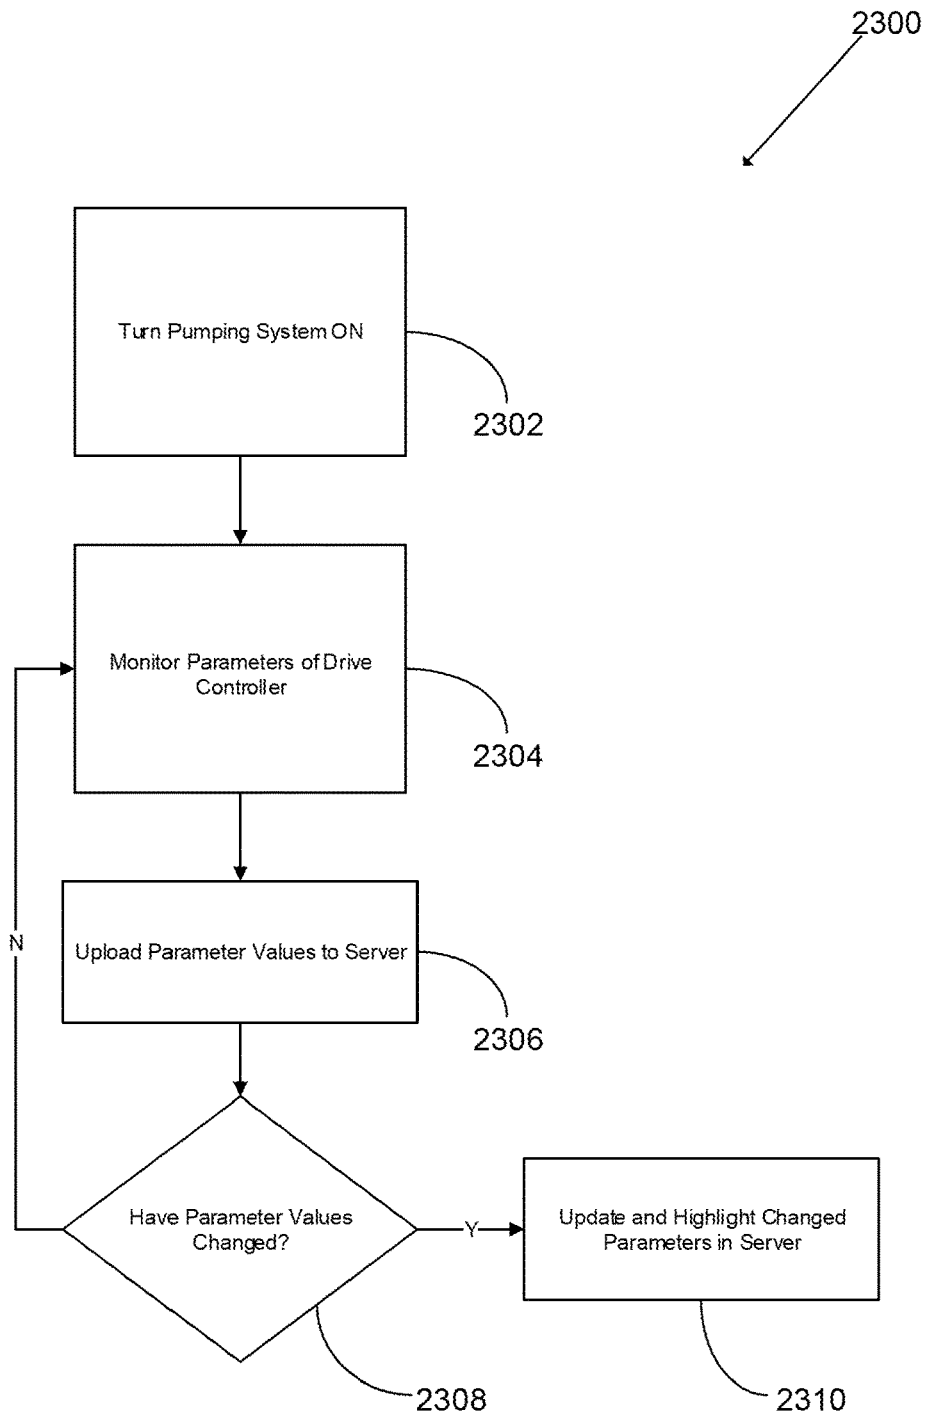 2300
Turn Pumping System ON
2302
Monitor Parameters of Drive
Controller
2304
N
Upload Parameter Values to Server
2306
Have Parameter Values
Changed?
Y
Update and Highlight Changed
Parameters in Server
2308
2310